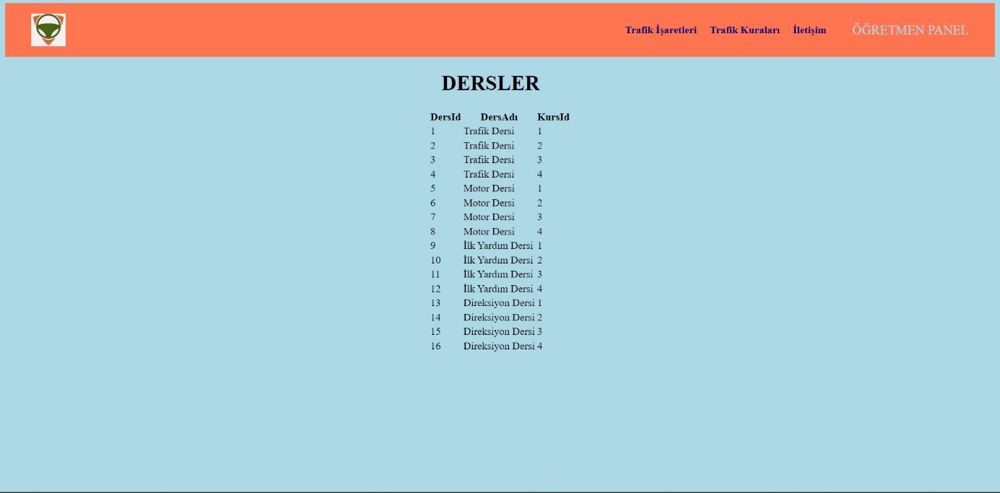 Trafik İşaretleri Trafik Kuraları İletişim ÖĞRETMEN PANEL
DERSLER
DersId DersAdı KursId
1 Trafik Dersi 1
2 Trafik Dersi 2
3 Trafik Dersi 3
4 Trafik Dersi 4
5 Motor Dersi 1
6 Motor Dersi 2
7 Motor Dersi 3
8 Motor Dersi 4
9 İlk Yardım Dersi 1
10 İlk Yardım Dersi 2
11 İlk Yardım Dersi 3
12 İlk Yardım Dersi 4
13 Direksiyon Dersi 1
14 Direksiyon Dersi 2
15 Direksiyon Dersi 3
16 Direksiyon Dersi 4